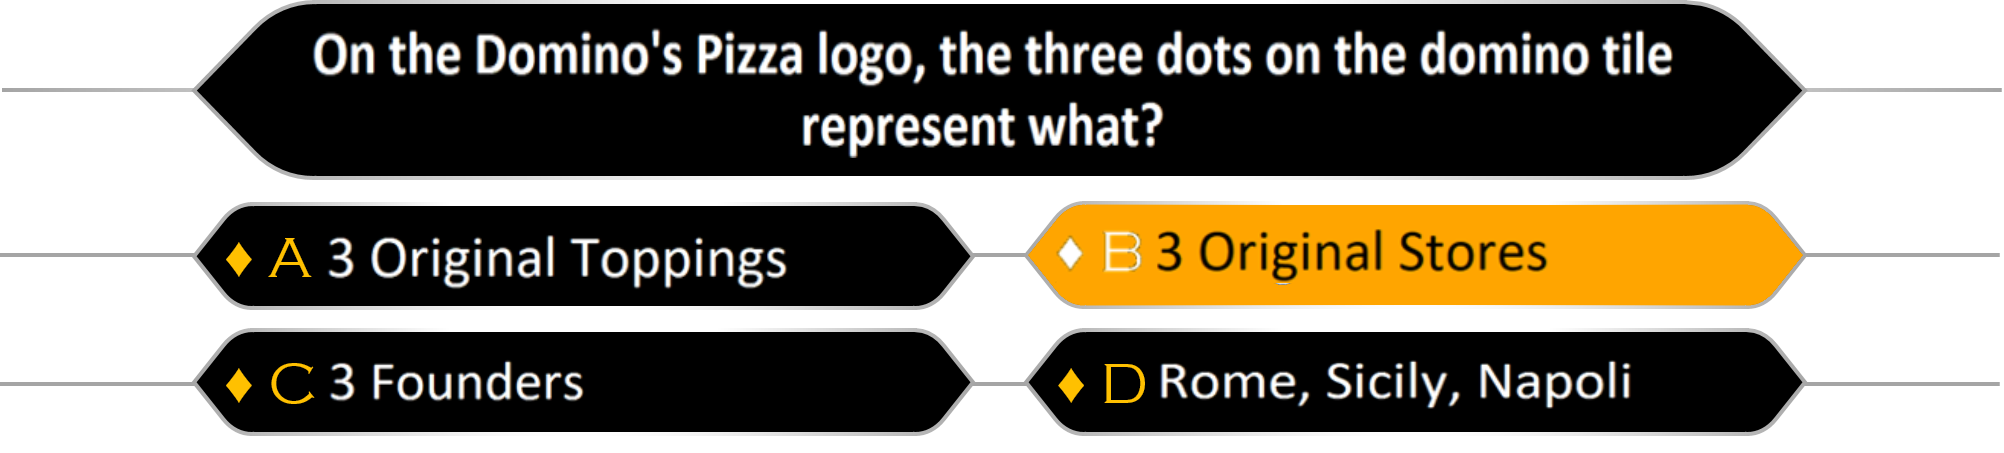 On the Domino's Pizza logo, the three dots on the domino tile
represent what?
A 3 Original Toppings
B 3 Original Stores
C 3 Founders
D Rome, Sicily, Napoli